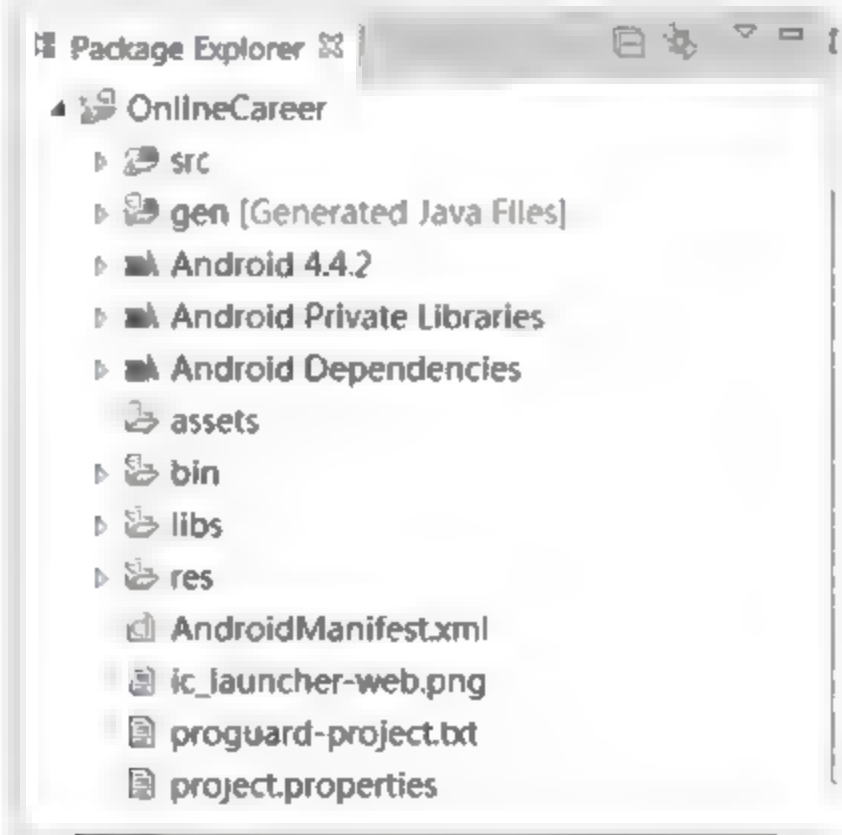 Package Explorer
OnlineCareer
src
gen [Generated Java Files]
Android 4.4.2
Android Private Libraries
Android Dependencies
assets
bin
libs
res
AndroidManifest.xml
ic_launcher-web.png
proguard-project.txt
project.properties